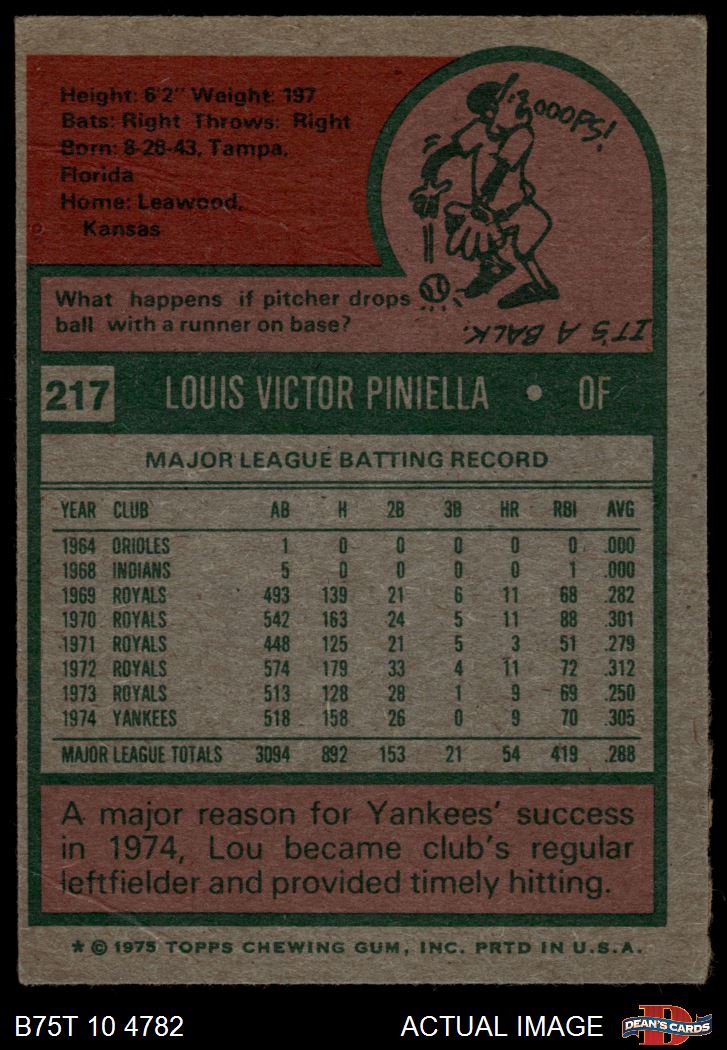 Height: 6'2" Weight: 197
Bats: Right Throws: Right
Born: 8-28-43, Tampa,
Florida
Home: Leawood,
Kansas
OOOPS!
What happens if pitcher drops
ball with a runner on base?
IT'S A BALK.
217 LOUIS VICTOR PINIELLA • OF
MAJOR LEAGUE BATTING RECORD
YEAR CLUB AB H 2B 3B HR RBI AVG
1964 ORIOLES 1 0 0 0 0 0 .000
1968 INDIANS 5 0 0 0 0 1 .000
1969 ROYALS 493 139 21 6 11 68 .282
1970 ROYALS 542 163 24 5 11 88 .301
1971 ROYALS 448 125 21 5 3 51 .279
1972 ROYALS 574 179 33 4 11 72 .312
1973 ROYALS 513 128 28 1 9 69 .250
1974 YANKEES 518 158 26 0 9 70 .305
MAJOR LEAGUE TOTALS 3094 892 153 21 54 419 .288
A major reason for Yankees' success
in 1974, Lou became club's regular
leftfielder and provided timely hitting.
* © 1975 TOPPS CHEWING GUM, INC. PRTD IN U.S.A.
B75T 10 4782 ACTUAL IMAGE
D
DEAN'S CARDS